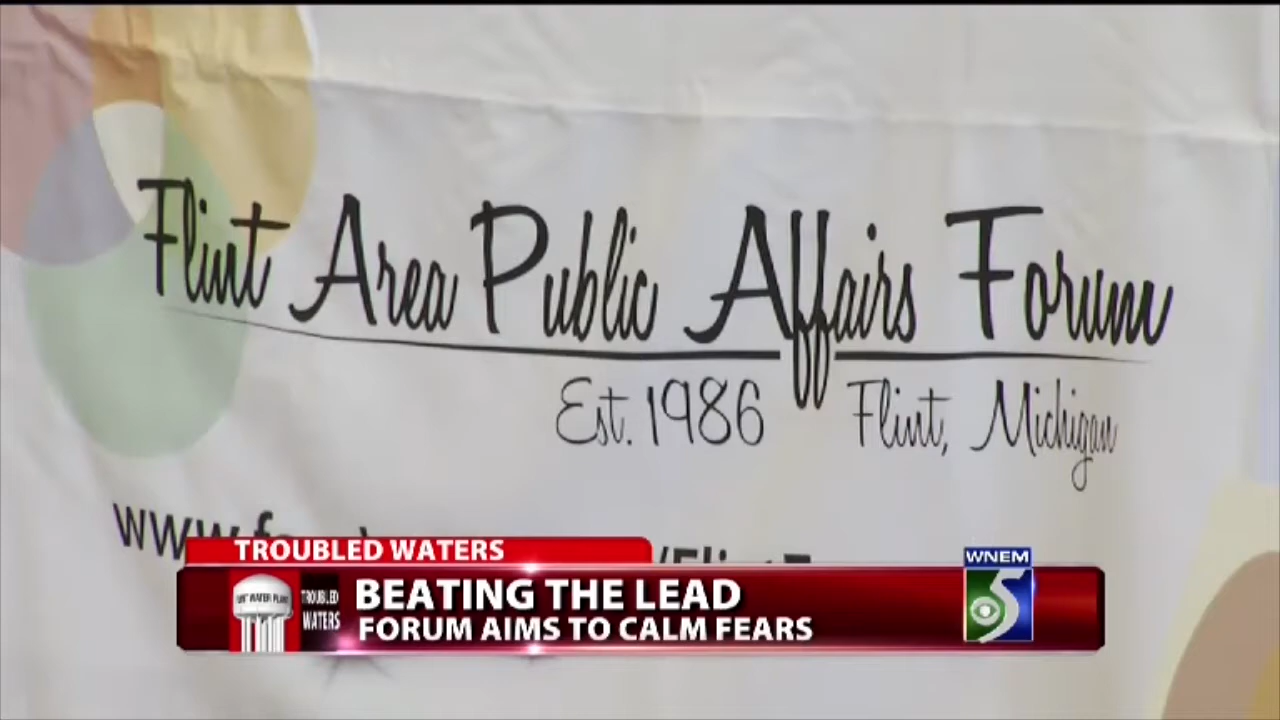 Flint Area Public Affairs Forum
Est. 1986 Flint, Michigan
TROUBLED WATERS
BEATING THE LEAD
FORUM AIMS TO CALM FEARS
TROUBLED
WATERS
WATER
WNEM
5